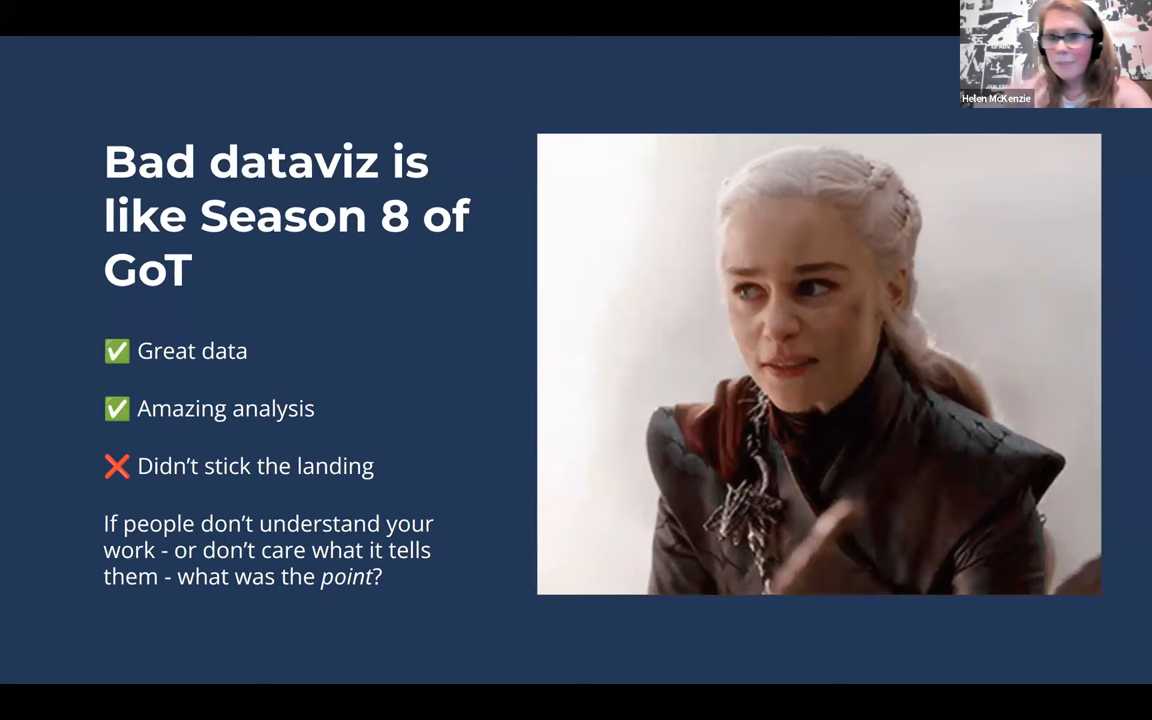 Helen McKenzie
Bad dataviz is
like Season 8 of
GoT
✅ Great data
✅ Amazing analysis
❌ Didn’t stick the landing
If people don’t understand your
work - or don’t care what it tells
them - what was the point?